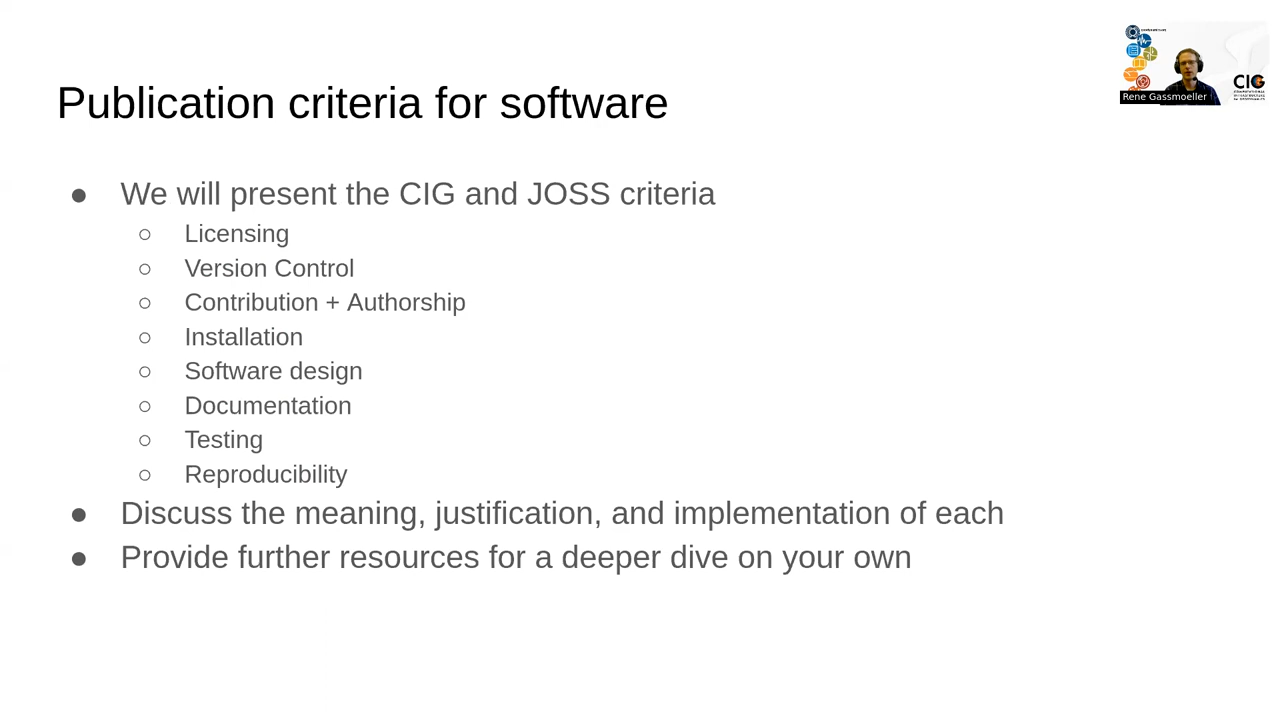 Publication criteria for software
Rene Gassmoeller
CIG
● We will present the CIG and JOSS criteria
○ Licensing
○ Version Control
○ Contribution + Authorship
○ Installation
○ Software design
○ Documentation
○ Testing
○ Reproducibility
● Discuss the meaning, justification, and implementation of each
● Provide further resources for a deeper dive on your own